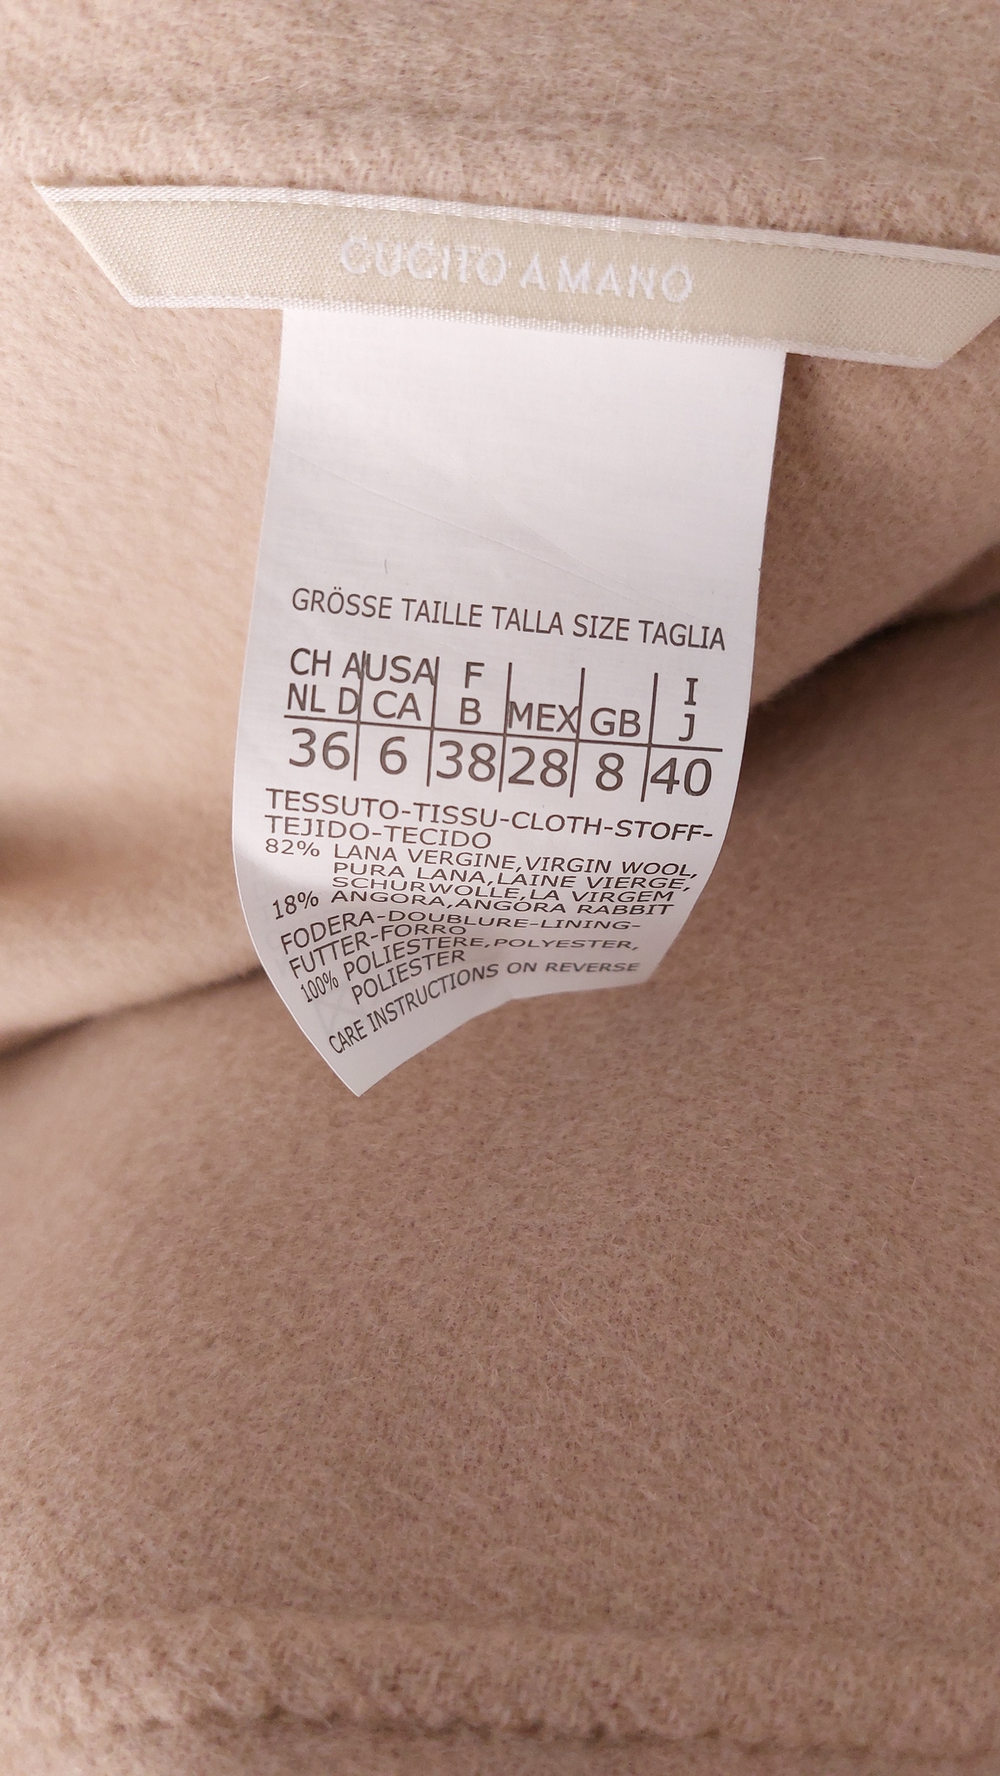 CUCITO A MANO
GRÖSSE TAILLE TALLA SIZE TAGLIA
CH A USA F I
NL D CA B MEX GB J
36 6 38 28 8 40
TESSUTO-TISSU-CLOTH-STOFF-
TEJIDO-TECIDO
82% LANA VERGINE,VIRGIN WOOL,
PURA LANA,LAINE VIERGE,
SCHURWOLLE,LA VIRGEM
18% ANGORA,ANGORA RABBIT
FODERA-DOUBLURE-LINING-
FUTTER-FORRO
100% POLIESTERE,POLYESTER,
POLIESTER
CARE INSTRUCTIONS ON REVERSE